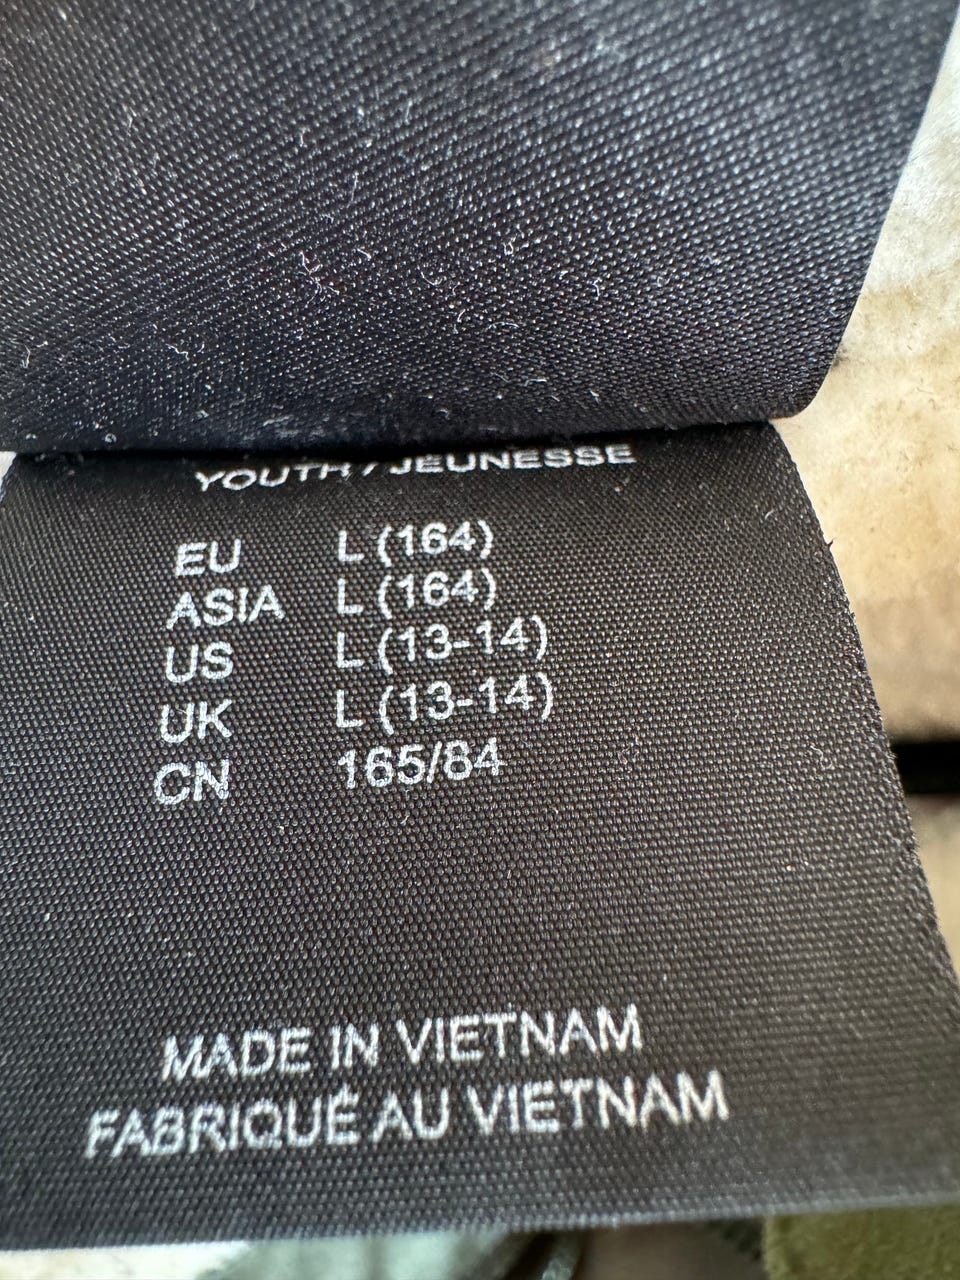 YOUTH / JEUNESSE
EU L (164)
ASIA L (164)
US L (13-14)
UK L (13-14)
CN 165/84
MADE IN VIETNAM
FABRIQUÉ AU VIETNAM